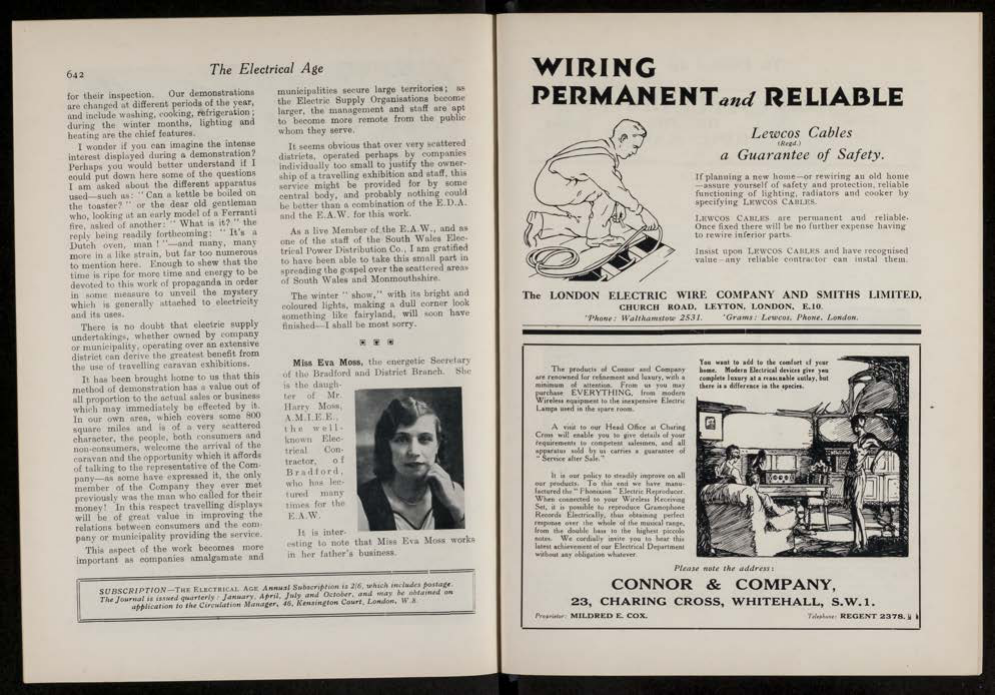 642
The Electrical Age
for their inspection. Our demonstrations
are changed at different periods of the year,
and include washing, cooking, refrigeration;
during the winter months, lighting and
heating are the chief features.
I wonder if you can imagine the intense
interest displayed during a demonstration?
Perhaps you would better understand if I
could put down here some of the questions
I am asked about the different apparatus
used—such as: "Can a kettle be boiled on
the toaster?" or the dear old gentleman
who, looking at an early model of a Ferranti
fire, asked of another: "What is it?" the
reply being readily forthcoming: "It's a
Dutch oven, man!"—and many, many
more in a like strain, but far too numerous
to mention here. Enough to shew that the
time is ripe for more time and energy to be
devoted to this work of propaganda in order
in some measure to unveil the mystery
which is generally attached to electricity
and its uses.
There is no doubt that electric supply
undertakings, whether owned by company
or municipality, operating over an extensive
district can derive the greatest benefit from
the use of travelling caravan exhibitions.
It has been brought home to us that this
method of demonstration has a value out of
all proportion to the actual sales or business
which may immediately be effected by it.
In our own area, which covers some 800
square miles and is of a very scattered
character, the people, both consumers and
non-consumers, welcome the arrival of the
caravan and the opportunity which it affords
of talking to the representative of the Com-
pany—as some have expressed it, the only
member of the Company they ever met
previously was the man who called for their
money! In this respect travelling displays
will be of great value in improving the
relations between consumers and the com-
pany or municipality providing the service.
This aspect of the work becomes more
important as companies amalgamate and
municipalities secure large territories; as
the Electric Supply Organisations become
larger, the management and staff are apt
to become more remote from the public
whom they serve.
It seems obvious that over very scattered
districts, operated perhaps by companies
individually too small to justify the owner-
ship of a travelling exhibition and staff, this
service might be provided for by some
central body, and probably nothing could
be better than a combination of the E.D.A.
and the E.A.W. for this work.
As a live Member of the E.A.W., and as
one of the staff of the South Wales Elec-
trical Power Distribution Co., I am gratified
to have been able to take this small part in
spreading the gospel over the scattered areas
of South Wales and Monmouthshire.
The winter "show," with its bright and
coloured lights, making a dull corner look
something like fairyland, will soon have
finished—I shall be most sorry.
Miss Eva Moss, the energetic Secretary
of the Bradford and District Branch. She
is the daugh-
ter of Mr.
Harry Moss,
A.M.I.E.E.,
the well-
known Elec-
trical Con-
tractor, of
Bradford,
who has lec-
tured many
times for the
E.A.W.
It is inter-
esting to note that Miss Eva Moss works
in her father's business.
SUBSCRIPTION—THE ELECTRICAL AGE Annual Subscription is 2/6, which includes postage.
The Journal is issued quarterly: January, April, July and October, and may be obtained on
application to the Circulation Manager, 46, Kensington Court, London, W.8.
WIRING
PERMANENT and RELIABLE
Lewcos Cables
(Regd.)
a Guarantee of Safety.
If planning a new home—or rewiring an old home
—assure yourself of safety and protection, reliable
functioning of lighting, radiators and cooker by
specifying LEWCOS CABLES.
LEWCOS CABLES are permanent and reliable.
Once fixed there will be no further expense having
to rewire inferior parts.
Insist upon LEWCOS CABLES and have recognised
value—any reliable contractor can instal them.
The LONDON ELECTRIC WIRE COMPANY AND SMITHS LIMITED,
CHURCH ROAD, LEYTON, LONDON, E.10.
'Phone: Walthamstow 2531. 'Grams: Lewcos, Phone, London.
The products of Connor and Company
are renowned for refinement and luxury, with a
minimum of attention. From us you may
purchase EVERYTHING, from modern
Wireless equipment to the inexpensive Electric
Lamps used in the spare room.
A visit to our Head Office at Charing
Cross will enable you to give details of your
requirements to competent salesmen, and all
apparatus sold by us carries a guarantee of
"Service after Sale."
It is our policy to steadily improve on all
our products. To this end we have manu-
factured the Electric Reproducer.
When connected to your Wireless Receiving
Set, it is possible to reproduce Gramophone
Records Electrically, thus obtaining perfect
response over the whole of the musical range,
from the double bass to the highest piccolo
notes. We cordially invite you to hear this
latest achievement of our Electrical Department
without any obligation whatever.
You want to add to the comfort of your
home. Modern Electrical devices give you
complete luxury at a reasonable outlay, but
there is a difference in the species.
Please note the address:
CONNOR & COMPANY,
23, CHARING CROSS, WHITEHALL, S.W.1.
Proprietor: MILDRED E. COX. Telephone: REGENT 2378.